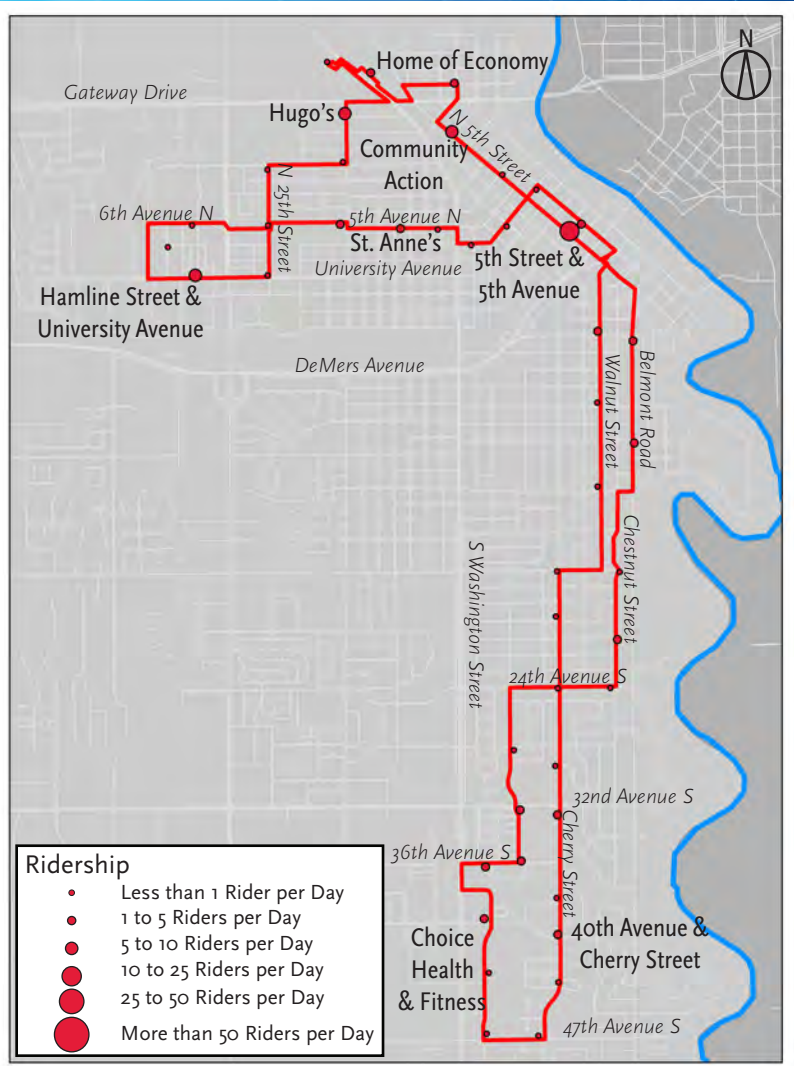 N
Home of Economy
Gateway Drive
Hugo's
N 5th Street
Community
Action
N 25th Street
6th Avenue N
5th Avenue N
St. Anne's
University Avenue
5th Street &
5th Avenue
Hamline Street &
University Avenue
DeMers Avenue
Walnut Street
Belmont Road
Chestnut Street
S Washington Street
24th Avenue S
32nd Avenue S
Cherry Street
36th Avenue S
Choice
Health
& Fitness
40th Avenue &
Cherry Street
47th Avenue S
Ridership
Less than 1 Rider per Day
1 to 5 Riders per Day
5 to 10 Riders per Day
10 to 25 Riders per Day
25 to 50 Riders per Day
More than 50 Riders per Day